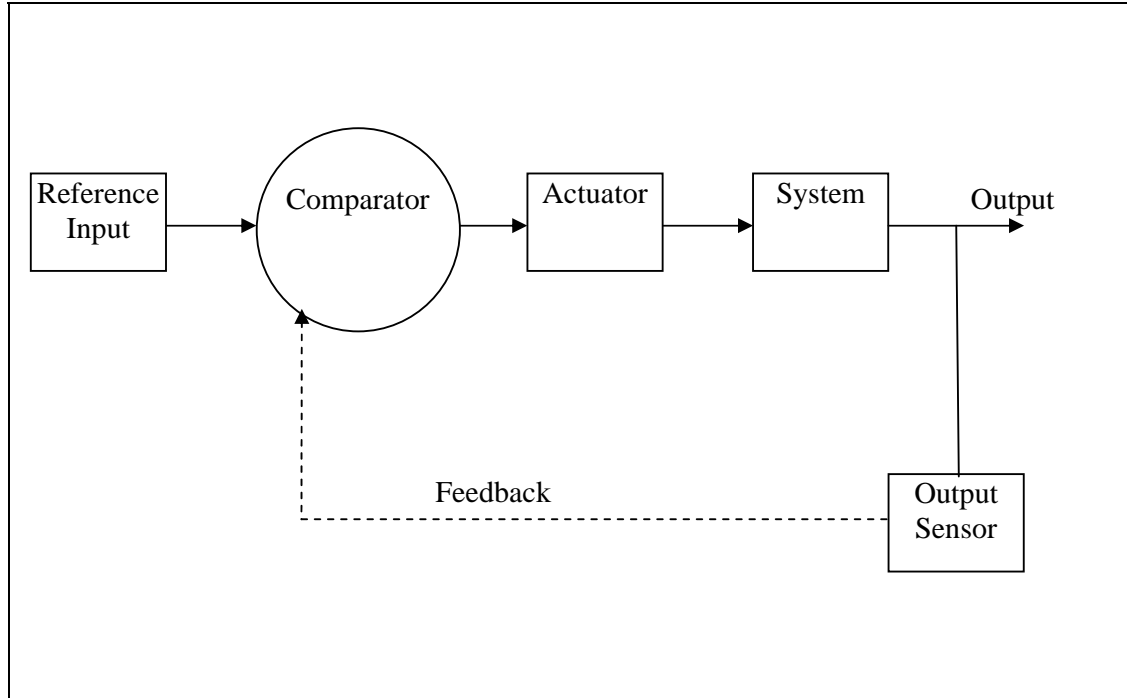 Reference
Input
Comparator
Actuator
System
Output
Feedback
Output
Sensor